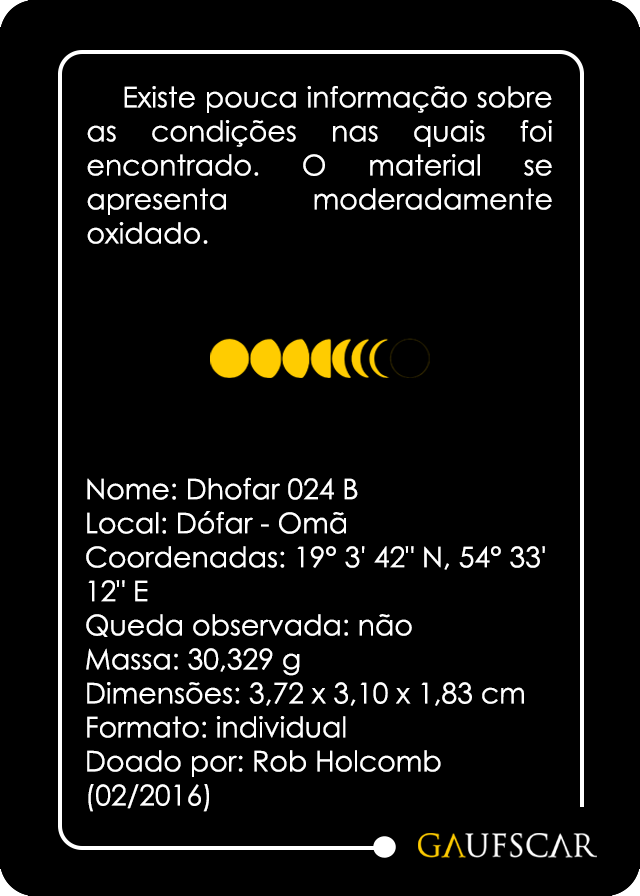 Existe pouca informação sobre
as condições nas quais foi
encontrado. O material se
apresenta moderadamente
oxidado.
Nome: Dhofar 024 B
Local: Dófar - Omã
Coordenadas: 19° 3' 42" N, 54° 33'
12" E
Queda observada: não
Massa: 30,329 g
Dimensões: 3,72 x 3,10 x 1,83 cm
Formato: individual
Doado por: Rob Holcomb
(02/2016)
GAUFSCAR